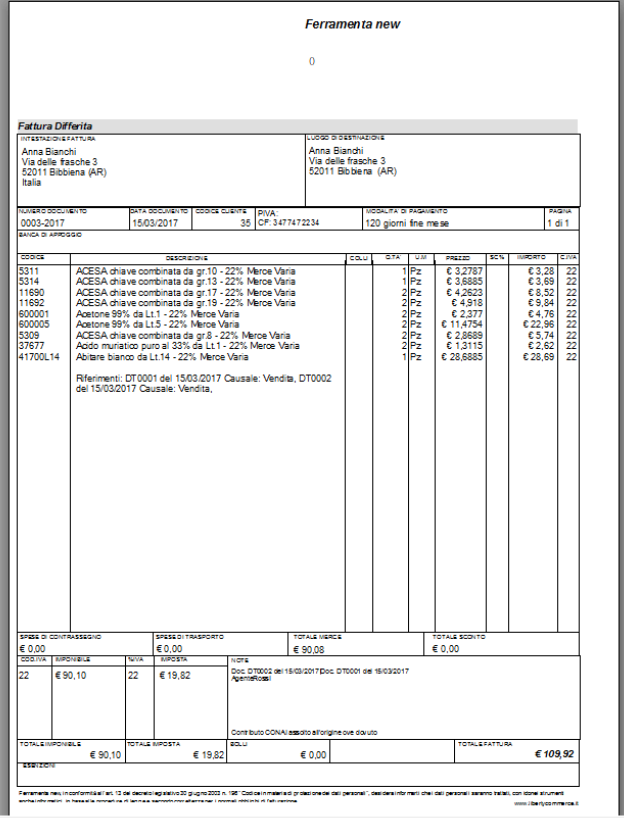 Ferramenta new
0
Fattura Differita
INTESTAZIONE FATTURA
Anna Bianchi
Via delle frasche 3
52011 Bibbiena (AR)
Italia
LUOGO DI DESTINAZIONE
Anna Bianchi
Via delle frasche 3
52011 Bibbiena (AR)
NUMERO DOCUMENTO DATA DOCUMENTO CODICE CLIENTE P.IVA: MODALITA' DI PAGAMENTO PAGINA
0003-2017 15/03/2017 35 CF: 3477472234 120 giorni fine mese 1 di 1
BANCA DI APPOGGIO
CODICE DESCRIZIONE COLLI Q.TA' U.M PREZZO SC% IMPORTO C.IVA
5311 ACESA chiave combinata da gr.10 - 22% Merce Varia 1 Pz € 3,2787 € 3,28 22
5314 ACESA chiave combinata da gr.13 - 22% Merce Varia 1 Pz € 3,6885 € 3,69 22
11690 ACESA chiave combinata da gr.17 - 22% Merce Varia 2 Pz € 4,2623 € 8,52 22
11692 ACESA chiave combinata da gr.19 - 22% Merce Varia 2 Pz € 4,918 € 9,84 22
600001 Acetone 99% da Lt.1 - 22% Merce Varia 2 Pz € 2,377 € 4,76 22
600005 Acetone 99% da Lt.5 - 22% Merce Varia 2 Pz € 11,4754 € 22,96 22
5309 ACESA chiave combinata da gr.8 - 22% Merce Varia 2 Pz € 2,8689 € 5,74 22
37677 Acido muriatico puro al 33% da Lt.1 - 22% Merce Varia 2 Pz € 1,3115 € 2,62 22
41700L14 Abitare bianco da Lt.14 - 22% Merce Varia 1 Pz € 28,6885 € 28,69 22
Riferimenti: DT0001 del 15/03/2017 Causale: Vendita, DT0002
del 15/03/2017 Causale: Vendita,
SPESE DI CONTRASSEGNO SPESE DI TRASPORTO TOTALE MERCE TOTALE SCONTO
€ 0,00 € 0,00 € 90,08 € 0,00
COD.IVA IMPONIBILE %IVA IMPOSTA NOTE
22 € 90,10 22 € 19,82
Doc. DT0002 del 15/03/2017Doc. DT0001 del 15/03/2017
AgenteRossi
Contributo CONAI assolto all'origine ove dovuto
TOTALE IMPONIBILE TOTALE IMPOSTA BOLLI TOTALE FATTURA
€ 90,10 € 19,82 € 0,00 € 109,92
ESENZIONI
Ferramenta new, in conformità all'art. 13 del decreto legislativo 30 giugno 2003 n. 196 "Codice in materia di protezione dei dati personali", desidera informarti che i dati personali saranno trattati, con idonei strumenti
www.libertycommerce.it